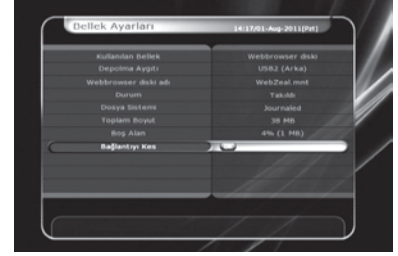 Bellek Ayarları 14:17/01-Aug-2011[Pzt]
Kullanılan Bellek Webbrowser diski
Depolma Aygıtı USB2 (Arka)
Webbrowser diski adı WebZeal.mnt
Durum Takıldı
Dosya Sistemi Journaled
Toplam Boyut 38 MB
Boş Alan 4% (1 MB)
Bağlantıyı Kes